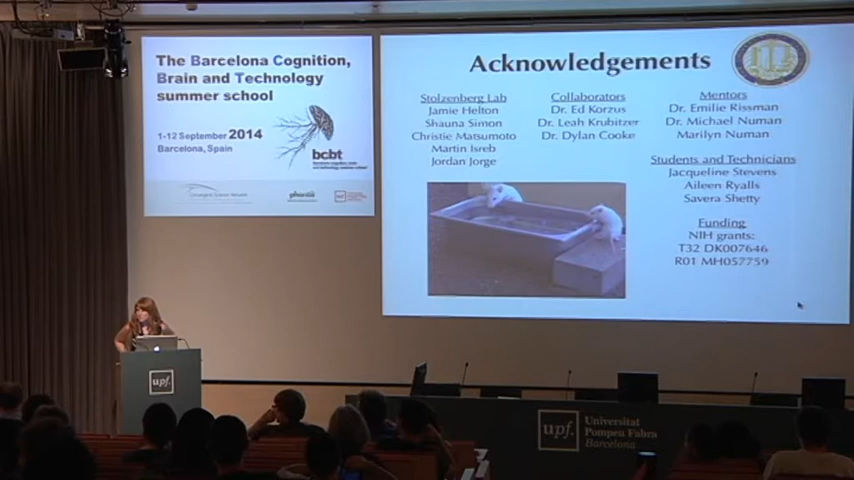 The Barcelona Cognition,
Brain and Technology
summer school
1-12 September 2014
Barcelona, Spain
bcbt
upf.
Acknowledgements
Stolzenberg Lab
Jamie Helton
Shauna Simon
Christie Matsumoto
Martin Isreb
Jordan Jorge
Collaborators
Dr. Ed Korzus
Dr. Leah Krubitzer
Dr. Dylan Cooke
Mentors
Dr. Emilie Rissman
Dr. Michael Numan
Marilyn Numan
Students and Technicians
Jacqueline Stevens
Aileen Ryalls
Savera Shetty
Funding
NIH grants:
T32 DK007646
R01 MH057759
upf.
Universitat
Pompeu Fabra
Barcelona